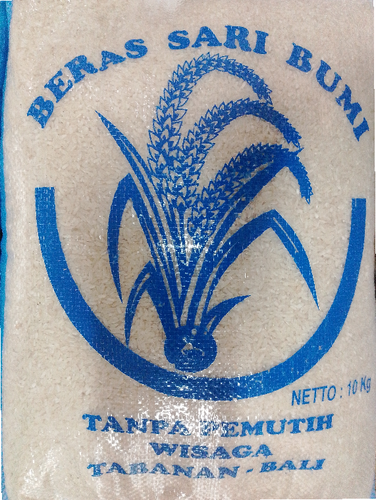 BERAS SARI BUMI
NETTO : 10 Kg
TANPA PEMUTIH
WISAGA
TABANAN - BALI